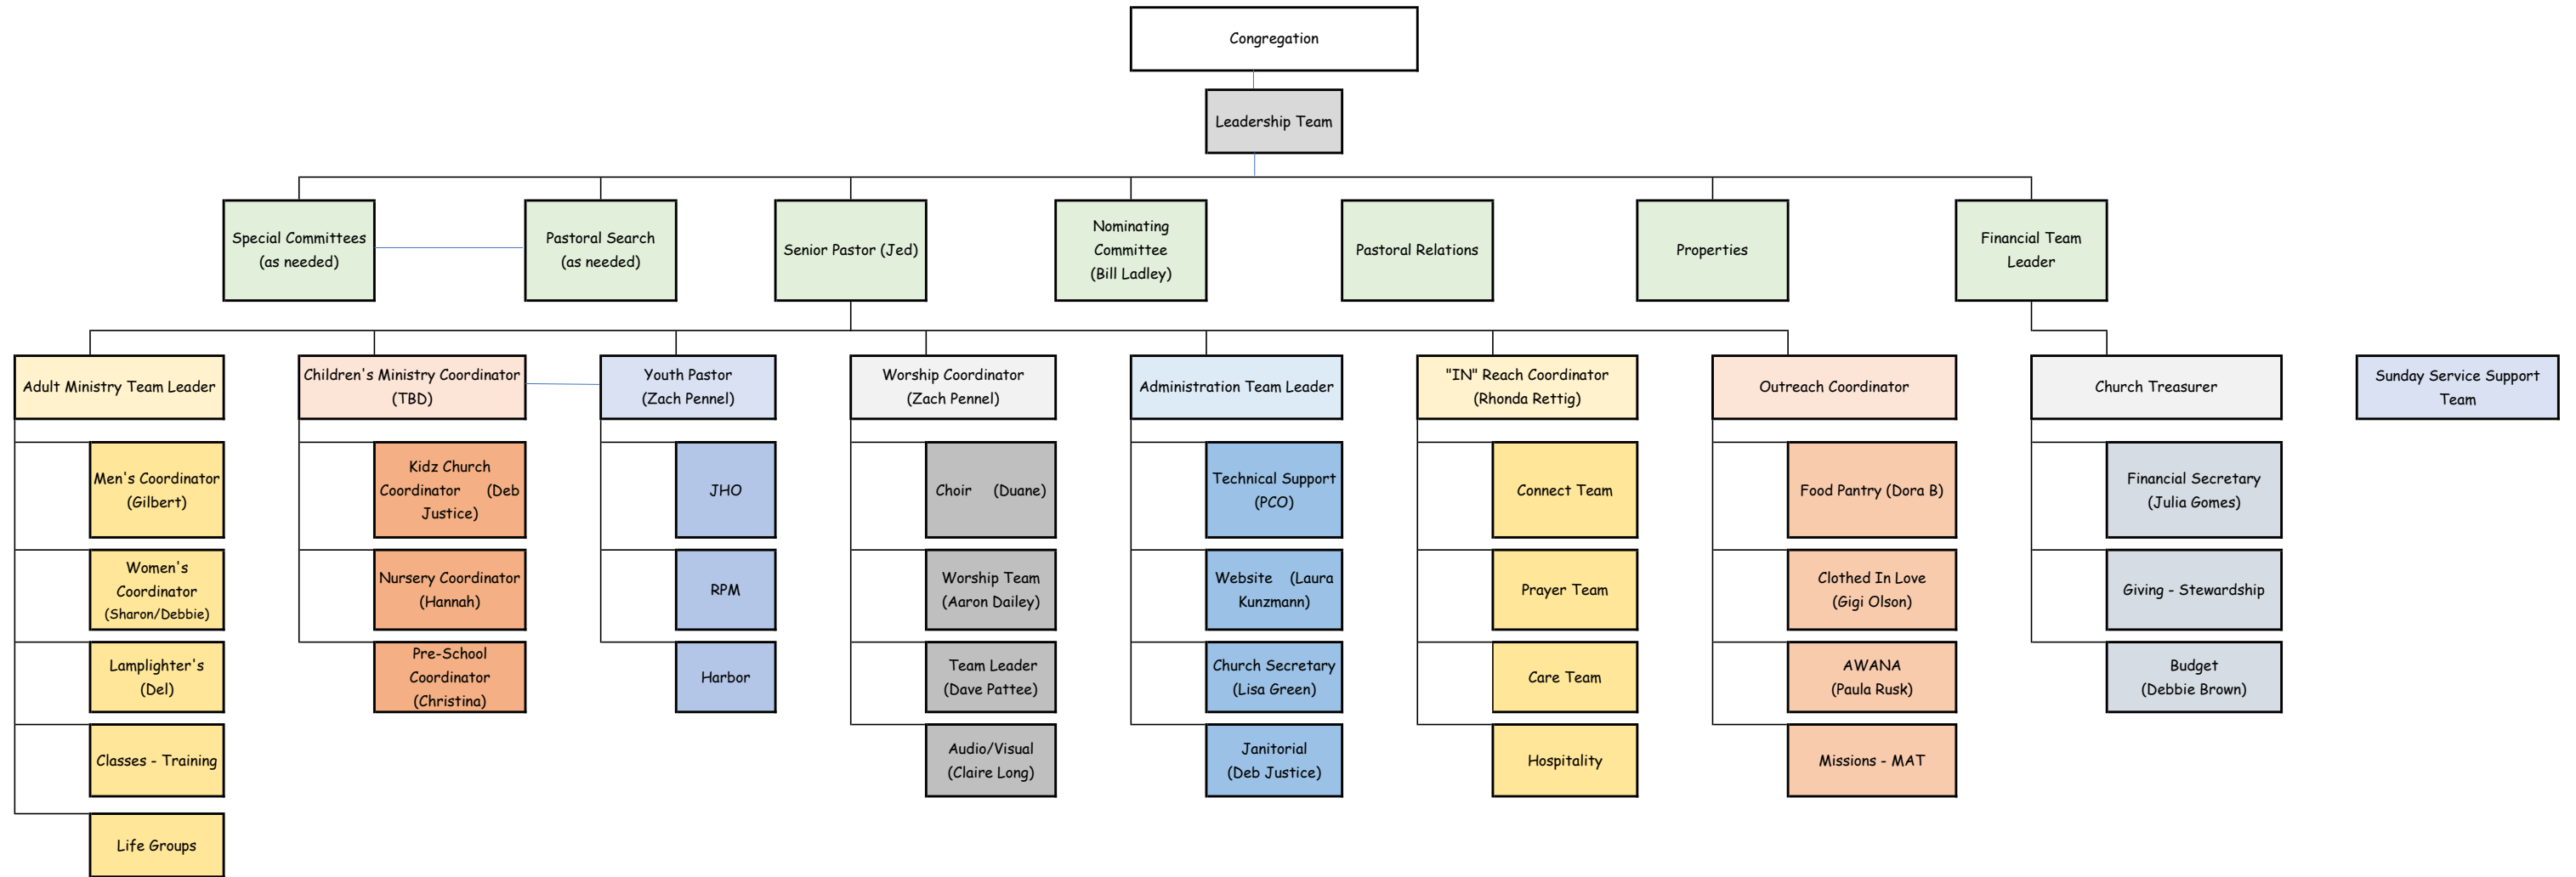 Congregation
Leadership Team
Special Committees
(as needed)
Pastoral Search
(as needed)
Senior Pastor (Jed)
Nominating
Committee
(Bill Ladley)
Pastoral Relations
Properties
Financial Team
Leader
Adult Ministry Team Leader
Children's Ministry Coordinator
(TBD)
Youth Pastor
(Zach Pennel)
Worship Coordinator
(Zach Pennel)
Administration Team Leader
"IN" Reach Coordinator
(Rhonda Rettig)
Outreach Coordinator
Church Treasurer
Sunday Service Support
Team
Men's Coordinator
(Gilbert)
Kidz Church
Coordinator (Deb
Justice)
JHO
Choir (Duane)
Technical Support
(PCO)
Connect Team
Food Pantry (Dora B)
Financial Secretary
(Julia Gomes)
Women's
Coordinator
(Sharon/Debbie)
Nursery Coordinator
(Hannah)
RPM
Worship Team
(Aaron Dailey)
Website (Laura
Kunzmann)
Prayer Team
Clothed In Love
(Gigi Olson)
Giving - Stewardship
Lamplighter's
(Del)
Pre-School
Coordinator
(Christina)
Harbor
Team Leader
(Dave Pattee)
Church Secretary
(Lisa Green)
Care Team
AWANA
(Paula Rusk)
Budget
(Debbie Brown)
Classes - Training
Audio/Visual
(Claire Long)
Janitorial
(Deb Justice)
Hospitality
Missions - MAT
Life Groups